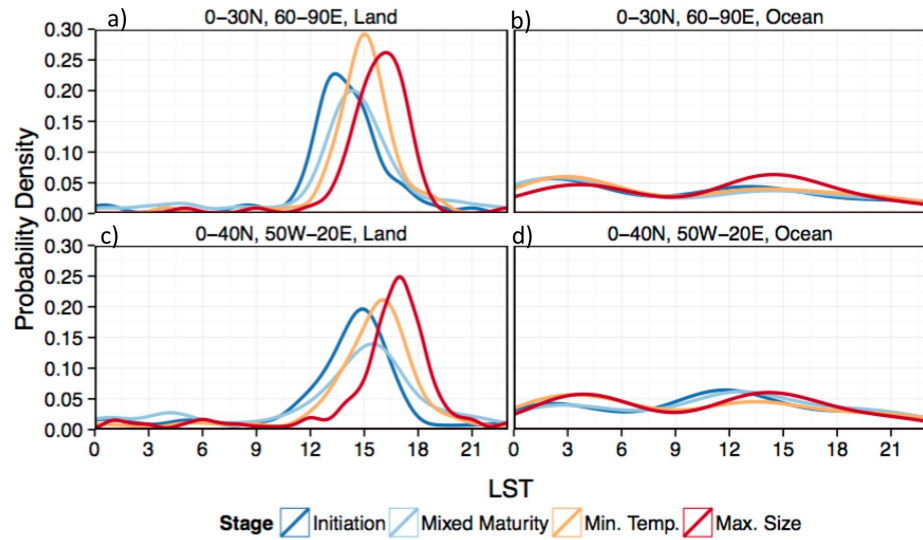 a) 0–30N, 60–90E, Land
b) 0–30N, 60–90E, Ocean
0.30
0.25
0.20
0.15
0.10
0.05
0.00
c) 0–40N, 50W–20E, Land
d) 0–40N, 50W–20E, Ocean
0.30
0.25
0.20
0.15
0.10
0.05
0.00
Probability Density
0 3 6 9 12 15 18 21
0 3 6 9 12 15 18 21
LST
Stage Initiation Mixed Maturity Min. Temp. Max. Size